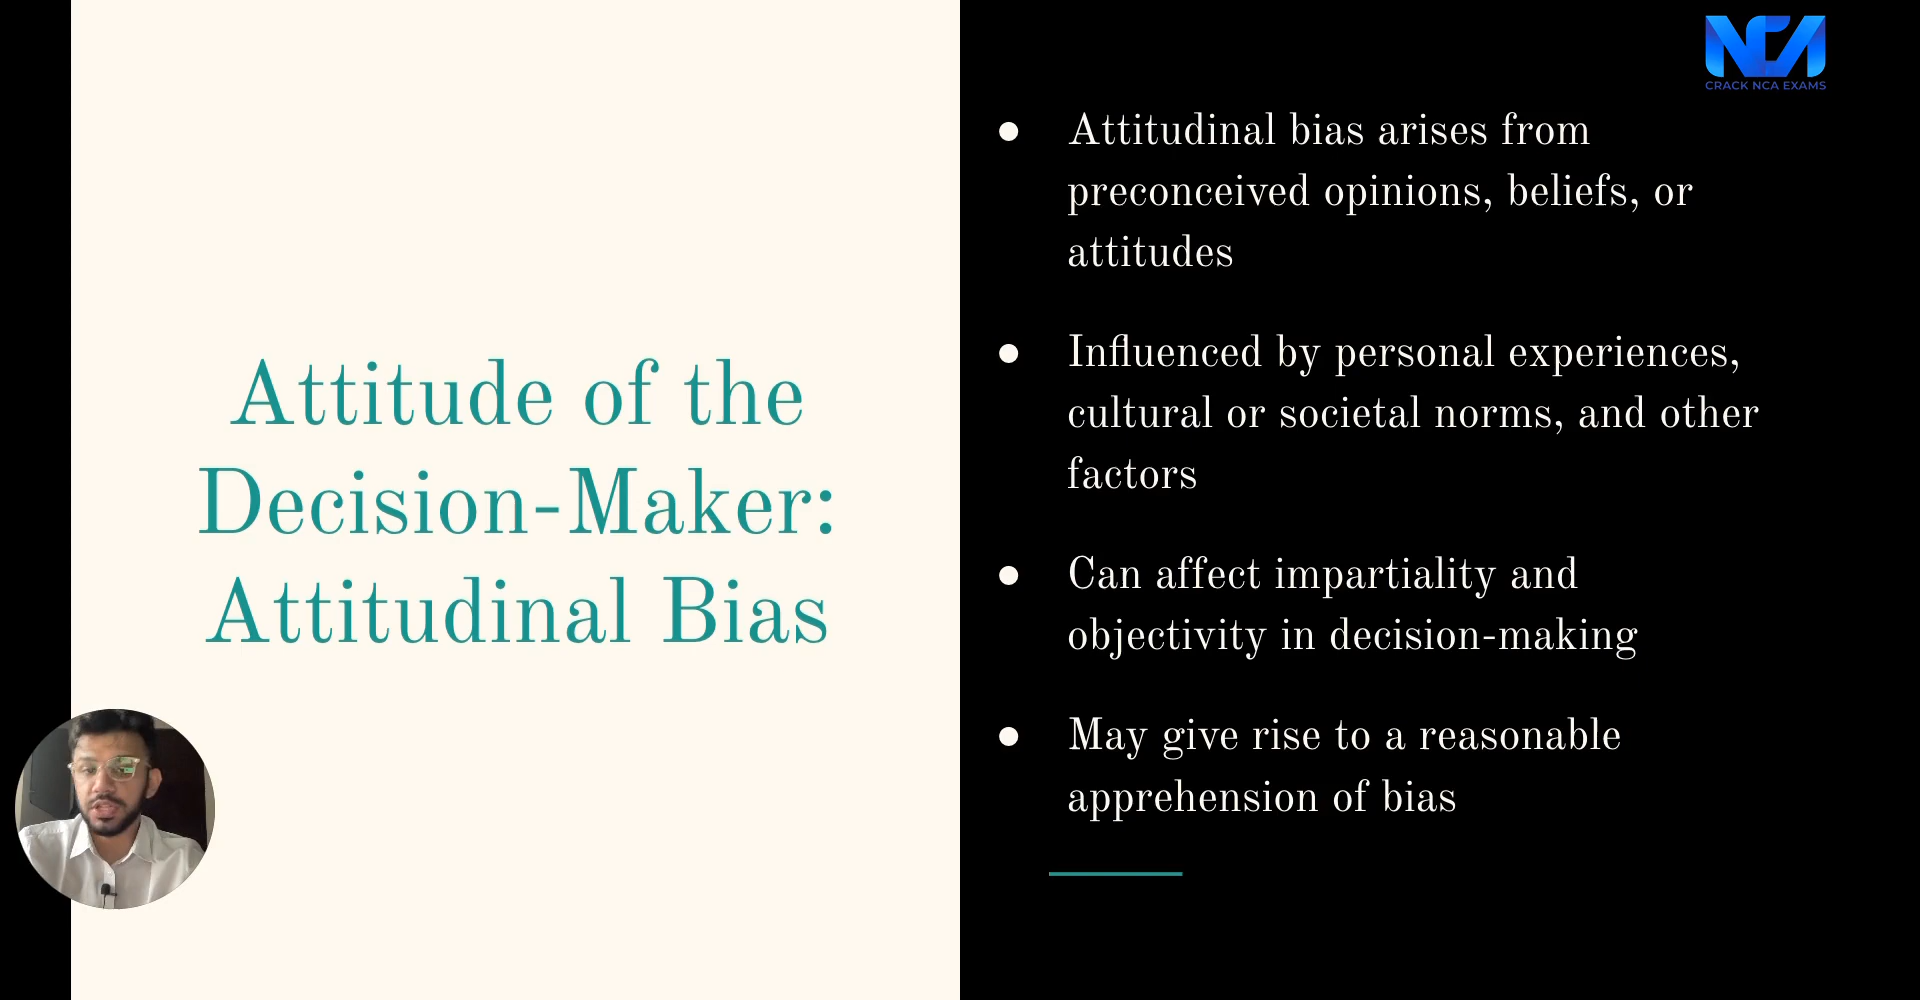 Attitude of the
Decision-Maker:
Attitudinal Bias
NCA
CRACK NCA EXAMS
● Attitudinal bias arises from
preconceived opinions, beliefs, or
attitudes
● Influenced by personal experiences,
cultural or societal norms, and other
factors
● Can affect impartiality and
objectivity in decision-making
● May give rise to a reasonable
apprehension of bias